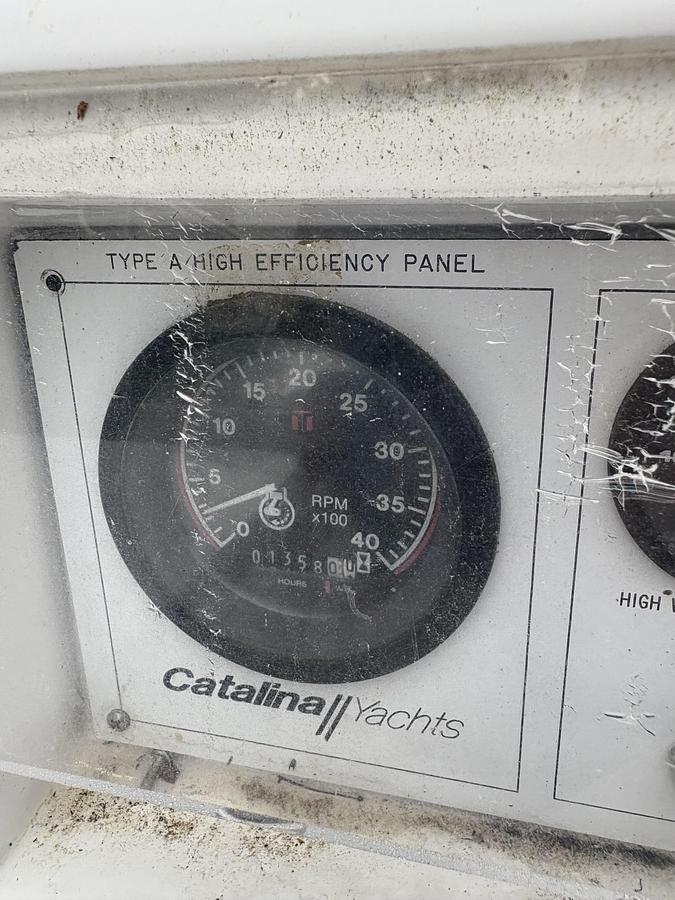 TYPE A HIGH EFFICIENCY PANEL
20
15
25
10
30
5
RPM
X100
35
0
40
01358
HOURS
HIGH
Catalina Yachts